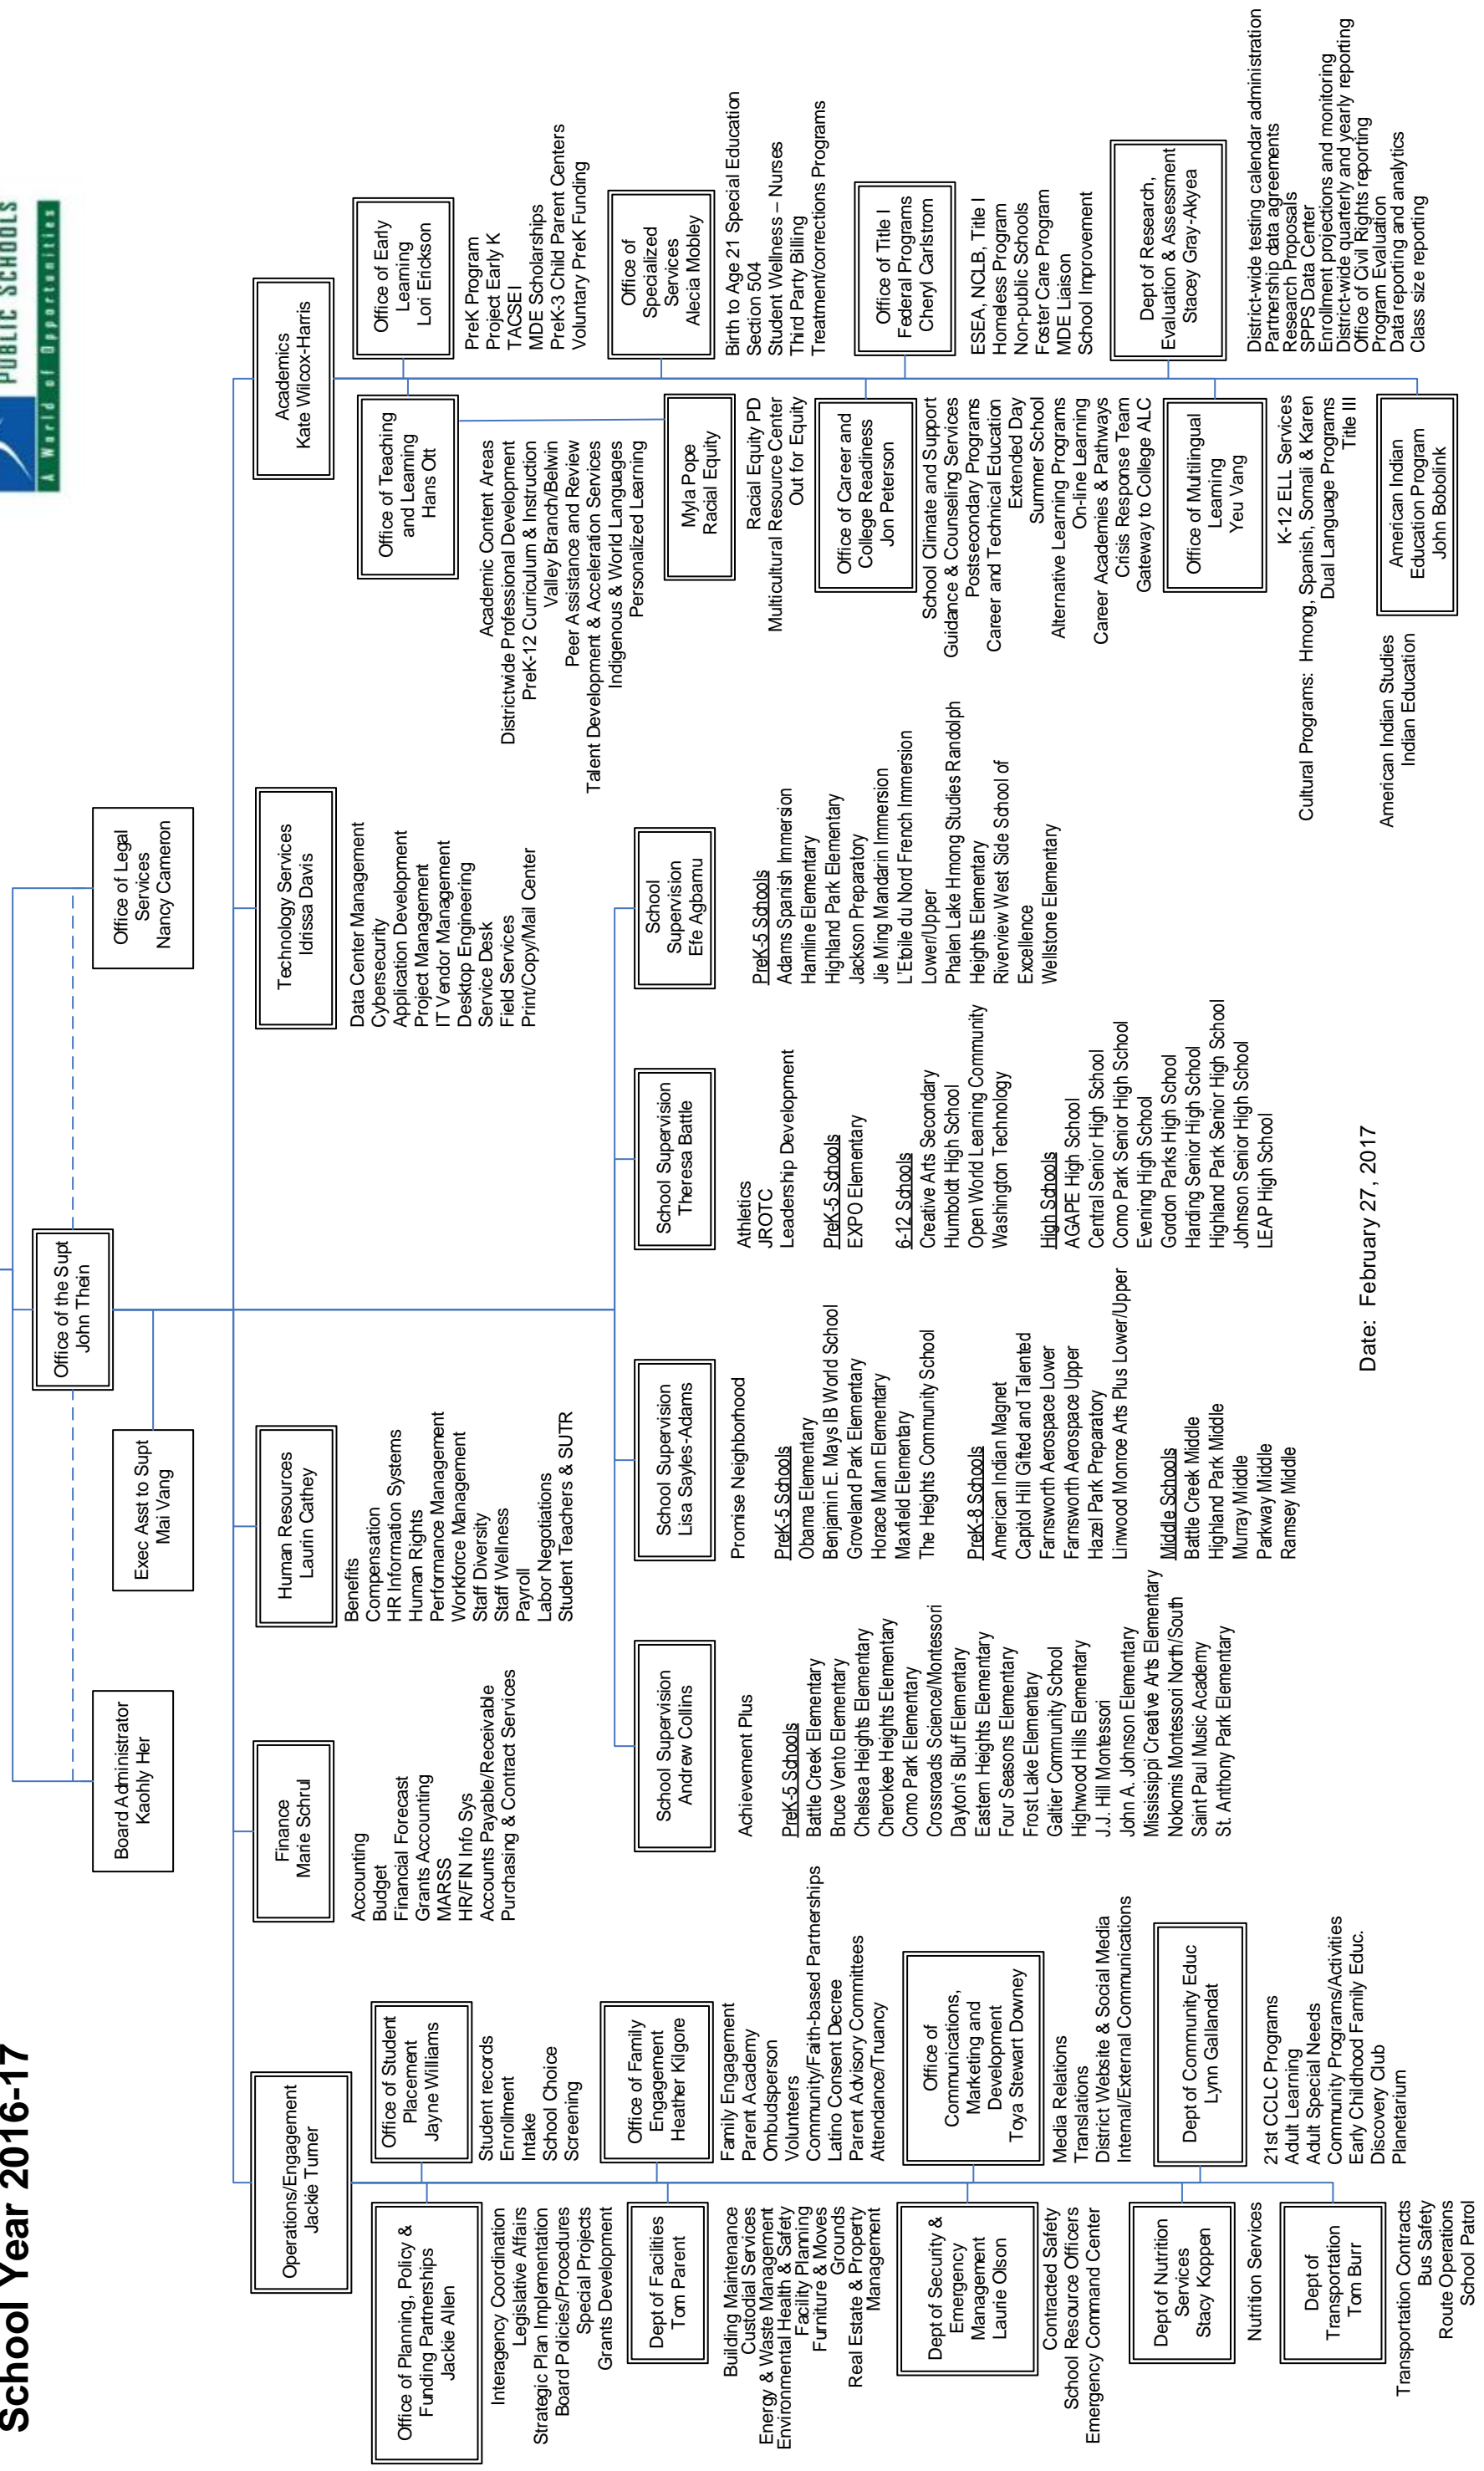 School Year 2016-17
PUBLIC SCHOOLS
A World of Opportunities
Office of the Supt
John Thein
Board Administrator
Kaohly Her
Exec Asst to Supt
Mai Vang
Office of Legal
Services
Nancy Cameron
Operations/Engagement
Jackie Turner
Office of Planning, Policy &
Funding Partnerships
Jackie Allen
Interagency Coordination
Legislative Affairs
Strategic Plan Implementation
Board Policies/Procedures
Special Projects
Grants Development
Office of Student
Placement
Jayne Williams
Student records
Enrollment
Intake
School Choice
Screening
Dept of Facilities
Tom Parent
Building Maintenance
Custodial Services
Energy & Waste Management
Environmental Health & Safety
Facility Planning
Furniture & Moves
Grounds
Real Estate & Property
Management
Office of Family
Engagement
Heather Kilgore
Family Engagement
Parent Academy
Ombudsperson
Volunteers
Community/Faith-based Partnerships
Latino Consent Decree
Parent Advisory Committees
Attendance/Truancy
Dept of Security &
Emergency
Management
Laurie Olson
Contracted Safety
School Resource Officers
Emergency Command Center
Office of
Communications,
Marketing and
Development
Toya Stewart Downey
Media Relations
Translations
District Website & Social Media
Internal/External Communications
Dept of Nutrition
Services
Stacy Koppen
Nutrition Services
Dept of Community Educ
Lynn Gallandat
21st CCLC Programs
Adult Learning
Adult Special Needs
Community Programs/Activities
Early Childhood Family Educ.
Discovery Club
Planetarium
Dept of
Transportation
Tom Burr
Transportation Contracts
Bus Safety
Route Operations
School Patrol
Finance
Marie Schrul
Accounting
Budget
Financial Forecast
Grants Accounting
MARSS
HR/FIN Info Sys
Accounts Payable/Receivable
Purchasing & Contract Services
Human Resources
Laurin Cathey
Benefits
Compensation
HR Information Systems
Human Rights
Performance Management
Workforce Management
Staff Diversity
Staff Wellness
Payroll
Labor Negotiations
Student Teachers & SUTR
Technology Services
Idrissa Davis
Data Center Management
Cybersecurity
Application Development
Project Management
IT Vendor Management
Desktop Engineering
Service Desk
Field Services
Print/Copy/Mail Center
School Supervision
Andrew Collins
Achievement Plus
PreK-5 Schools
Battle Creek Elementary
Bruce Vento Elementary
Chelsea Heights Elementary
Cherokee Heights Elementary
Como Park Elementary
Crossroads Science/Montessori
Dayton's Bluff Elementary
Eastern Heights Elementary
Four Seasons Elementary
Frost Lake Elementary
Galtier Community School
Highwood Hills Elementary
J.J. Hill Montessori
John A. Johnson Elementary
Mississippi Creative Arts Elementary
Nokomis Montessori North/South
Saint Paul Music Academy
St. Anthony Park Elementary
School Supervision
Lisa Sayles-Adams
Promise Neighborhood
PreK-5 Schools
Obama Elementary
Benjamin E. Mays IB World School
Groveland Park Elementary
Horace Mann Elementary
Maxfield Elementary
The Heights Community School
PreK-8 Schools
American Indian Magnet
Capitol Hill Gifted and Talented
Farnsworth Aerospace Lower
Farnsworth Aerospace Upper
Hazel Park Preparatory
Linwood Monroe Arts Plus Lower/Upper
Middle Schools
Battle Creek Middle
Highland Park Middle
Murray Middle
Parkway Middle
Ramsey Middle
School Supervision
Theresa Battle
Athletics
JROTC
Leadership Development
PreK-5 Schools
EXPO Elementary
6-12 Schools
Creative Arts Secondary
Humboldt High School
Open World Learning Community
Washington Technology
High Schools
AGAPE High School
Central Senior High School
Como Park Senior High School
Evening High School
Gordon Parks High School
Harding Senior High School
Highland Park Senior High School
Johnson Senior High School
LEAP High School
School
Supervision
Efe Agbamu
PreK-5 Schools
Adams Spanish Immersion
Hamline Elementary
Highland Park Elementary
Jackson Preparatory
Jie Ming Mandarin Immersion
L'Etoile du Nord French Immersion
Lower/Upper
Phalen Lake Hmong Studies Randolph
Heights Elementary
Riverview West Side School of
Excellence
Wellstone Elementary
Academics
Kate Wilcox-Harris
Office of Teaching
and Learning
Hans Ott
Academic Content Areas
Districtwide Professional Development
PreK-12 Curriculum & Instruction
Valley Branch/Belwin
Peer Assistance and Review
Talent Development & Acceleration Services
Indigenous & World Languages
Personalized Learning
Office of Early
Learning
Lori Erickson
PreK Program
Project Early K
TACSEI
MDE Scholarships
PreK-3 Child Parent Centers
Voluntary PreK Funding
Myla Pope
Racial Equity
Racial Equity PD
Multicultural Resource Center
Out for Equity
Office of
Specialized
Services
Alecia Mobley
Birth to Age 21 Special Education
Section 504
Student Wellness – Nurses
Third Party Billing
Treatment/corrections Programs
Office of Career and
College Readiness
Jon Peterson
School Climate and Support
Guidance & Counseling Services
Postsecondary Programs
Career and Technical Education
Extended Day
Summer School
Alternative Learning Programs
On-line Learning
Career Academies & Pathways
Crisis Response Team
Gateway to College ALC
Office of Title I
Federal Programs
Cheryl Carlstrom
ESEA, NCLB, Title I
Homeless Program
Non-public Schools
Foster Care Program
MDE Liaison
School Improvement
Office of Multilingual
Learning
Yeu Vang
K-12 ELL Services
Cultural Programs: Hmong, Spanish, Somali & Karen
Dual Language Programs
Title III
Dept of Research,
Evaluation & Assessment
Stacey Gray-Akyea
District-wide testing calendar administration
Partnership data agreements
Research Proposals
SPPS Data Center
Enrollment projections and monitoring
District-wide quarterly and yearly reporting
Office of Civil Rights reporting
Program Evaluation
Data reporting and analytics
Class size reporting
American Indian
Education Program
John Bobolink
American Indian Studies
Indian Education
Date: February 27, 2017